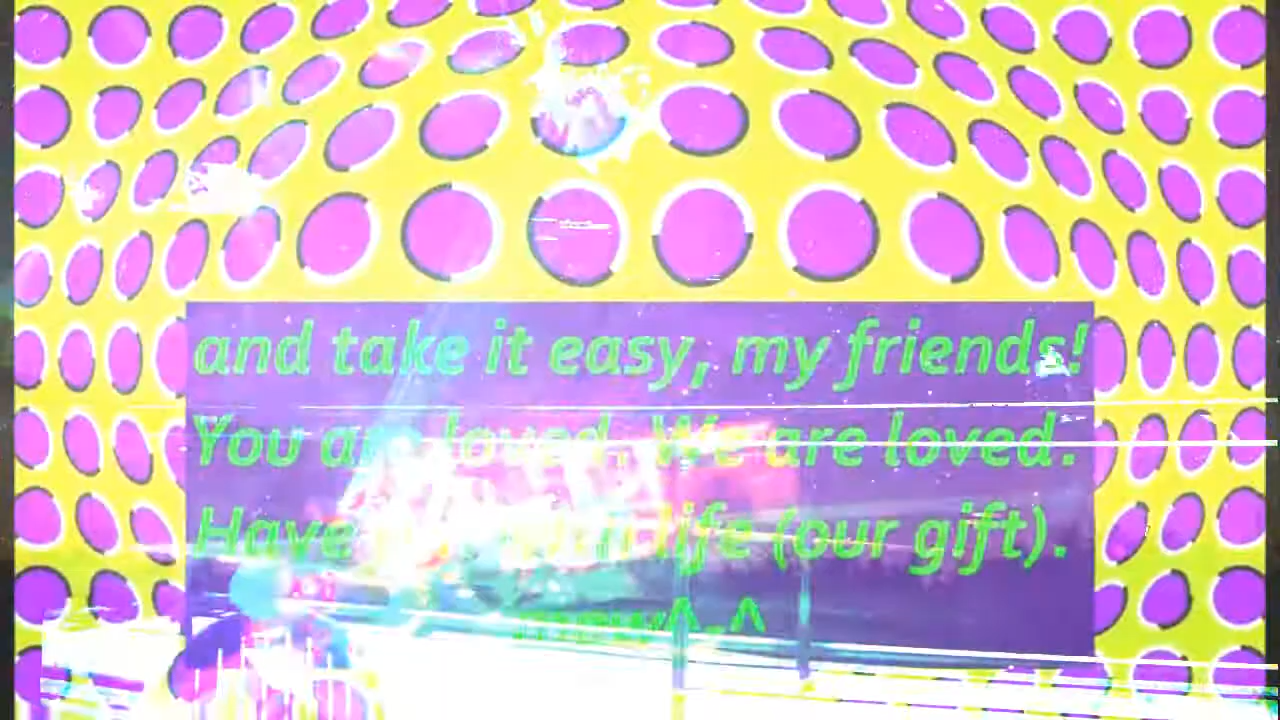 and take it easy, my friends!
You are loved. We are loved.
Have life (our gift).
^-^